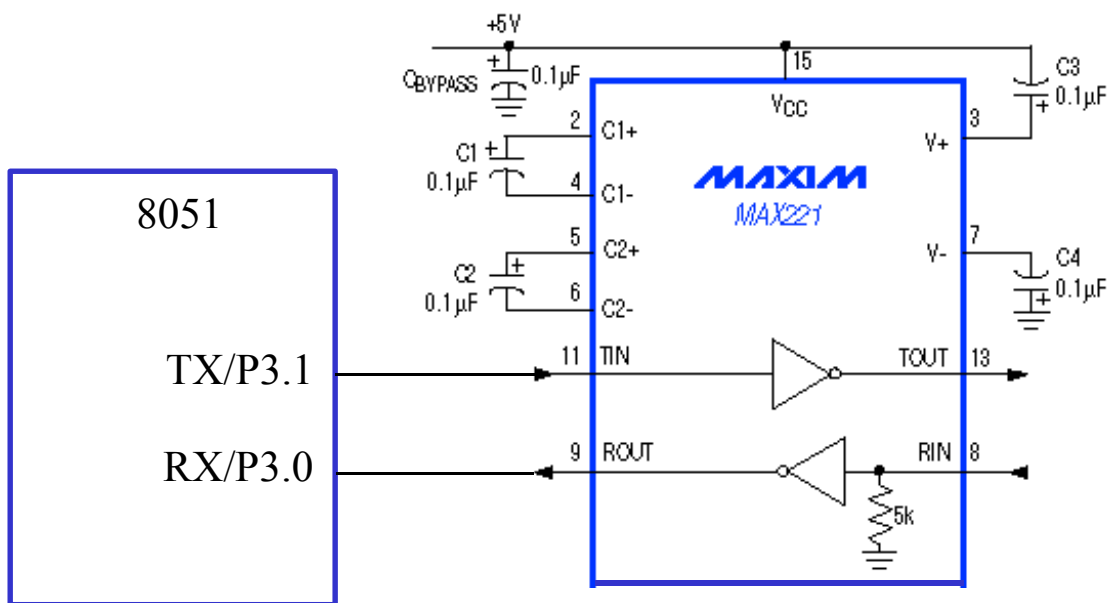 +5V
CBYPASS
+
0.1µF
15
VCC
C3
+
0.1µF
2
C1+
3
V+
C1
+
0.1µF
4
C1-
MAXIM
MAX221
8051
5
C2+
7
V-
C2
+
0.1µF
6
C2-
C4
0.1µF
+
TX/P3.1
11
TIN
TOUT
13
RX/P3.0
9
ROUT
RIN
8
5k